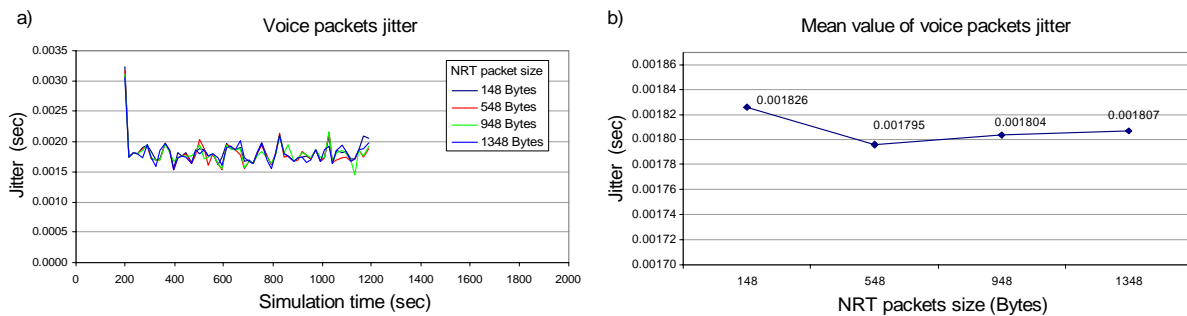 a)
Voice packets jitter
Jitter (sec)
0.0035
0.0030
0.0025
0.0020
0.0015
0.0010
0.0005
0.0000
NRT packet size
148 Bytes
548 Bytes
948 Bytes
1348 Bytes
0 200 400 600 800 1000 1200 1400 1600 1800 2000
Simulation time (sec)
b)
Mean value of voice packets jitter
Jitter (sec)
0.00186
0.00184
0.00182
0.00180
0.00178
0.00176
0.00174
0.00172
0.00170
0.001826
0.001795
0.001804
0.001807
148 548 948 1348
NRT packets size (Bytes)